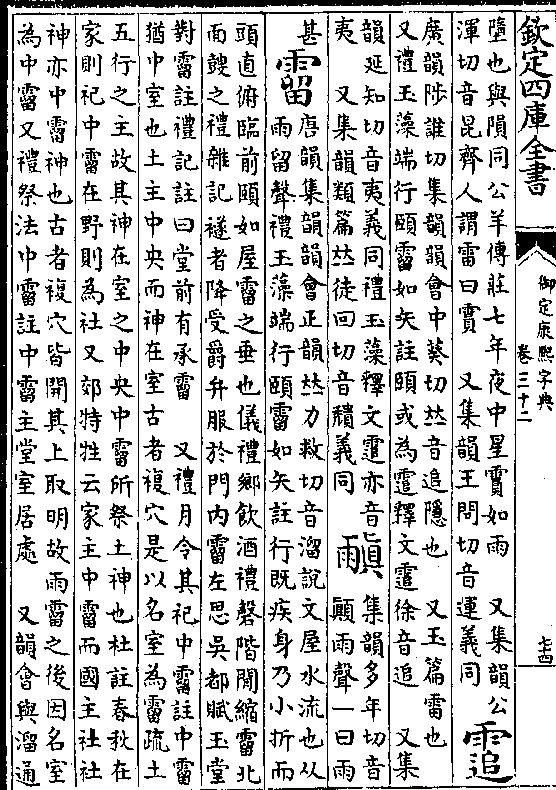 欽定四庫全書
御定康熙字典
卷三十二
墮也與隕同公羊傳莊七年夜中星霣如雨 又集韻公
渾切音昆齊人謂雷曰霣 又集韻王問切音運義同
䨨
廣韻陟誰切集韻韻會中葵切𠀤音追隱也 又玉篇雷也
又禮玉藻端行頤霤如矢註頤或為䨨釋文䨨徐音追 又集
韻延知切音夷義同禮玉藻釋文䨨亦音
夷 又集韻類篇𠀤徒回切音穨義同
集韻多年切音
顚雨聲一曰雨
甚
霤
唐韻集韻韻會正韻𠀤力救切音溜說文屋水流也从
雨留聲禮玉藻端行頤霤如矢註行既疾身乃小折而
頭直俯臨前頤如屋霤之垂也儀禮鄉飲酒禮磬階閒縮霤北
面鼓之禮雜記襚者降受爵弁服於門內霤左思吳都賦玉堂
對霤註禮記註曰堂前有承霤 又禮月令其祀中霤註中霤
猶中室也土主中央而神在室古者複穴是以名室為霤疏土
五行之主故其神在室之中央中霤所祭土神也杜註春秋在
家則祀中霤在野則為社又郊特牲云家主中霤而國主社社
神亦中霤神也古者複穴皆開其上取明故雨霤之後因名室
為中霤又禮祭法中霤註中霤主堂室居處 又韻會與溜通